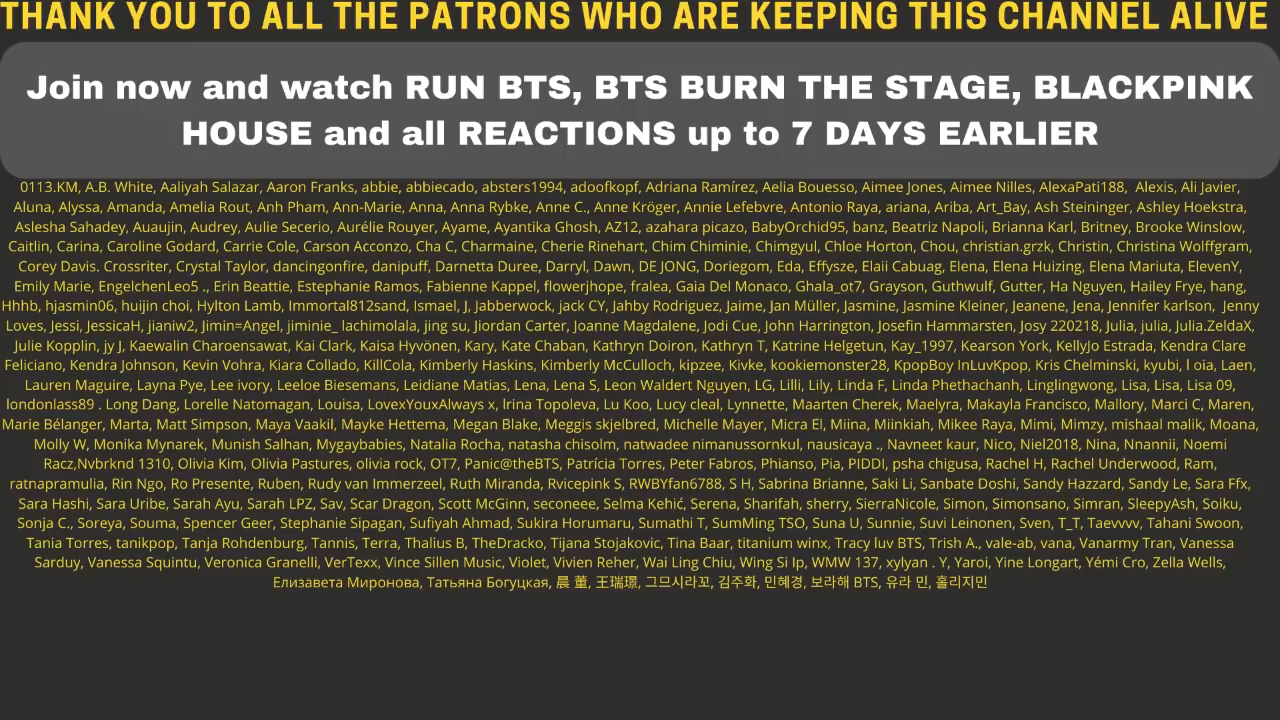 THANK YOU TO ALL THE PATRONS WHO ARE KEEPING THIS CHANNEL ALIVE
Join now and watch RUN BTS, BTS BURN THE STAGE, BLACKPINK
HOUSE and all REACTIONS up to 7 DAYS EARLIER
0113.KM, A.B. White, Aaliyah Salazar, Aaron Franks, abbie, abbiecado, absters1994, adoofkopf, Adriana Ramírez, Aelia Bouesso, Aimee Jones, Aimee Nilles, AlexaPati188, Alexis, Ali Javier,
Aluna, Alyssa, Amanda, Amelia Rout, Anh Pham, Ann-Marie, Anna, Anna Rybke, Anne C., Anne Kröger, Annie Lefebvre, Antonio Raya, ariana, Ariba, Art_Bay, Ash Steininger, Ashley Hoekstra,
Aslesha Sahadey, Auaujin, Audrey, Aulie Secerio, Aurélie Rouyer, Ayame, Ayantika Ghosh, AZ12, azahara picazo, BabyOrchid95, banz, Beatriz Napoli, Brianna Karl, Britney, Brooke Winslow,
Caitlin, Carina, Caroline Godard, Carrie Cole, Carson Acconzo, Cha C, Charmaine, Cherie Rinehart, Chim Chiminie, Chimgyul, Chloe Horton, Chou, christian.grzk, Christin, Christina Wolffgram,
Corey Davis. Crossriter, Crystal Taylor, dancingonfire, danipuff, Darnetta Duree, Darryl, Dawn, DE JONG, Doriegom, Eda, Effysze, Elaii Cabuag, Elena, Elena Huizing, Elena Mariuta, ElevenY,
Emily Marie, EngelchenLeo5 ., Erin Beattie, Estephanie Ramos, Fabienne Kappel, flowerjhope, fralea, Gaia Del Monaco, Ghala_ot7, Grayson, Guthwulf, Gutter, Ha Nguyen, Hailey Frye, hang,
Hhhb, hjasmin06, huijin choi, Hylton Lamb, Immortal812sand, Ismael, J, Jabberwock, jack CY, Jahby Rodriguez, Jaime, Jan Müller, Jasmine, Jasmine Kleiner, Jeanene, Jena, Jennifer karlson, Jenny
Loves, Jessi, JessicaH, jianiw2, Jimin=Angel, jiminie_ lachimolala, jing su, Jiordan Carter, Joanne Magdalene, Jodi Cue, John Harrington, Josefin Hammarsten, Josy 220218, Julia, julia, Julia.ZeldaX,
Julie Kopplin, jy J, Kaewalin Charoensawat, Kai Clark, Kaisa Hyvönen, Kary, Kate Chaban, Kathryn Doiron, Kathryn T, Katrine Helgetun, Kay_1997, Kearson York, KellyJo Estrada, Kendra Clare
Feliciano, Kendra Johnson, Kevin Vohra, Kiara Collado, KillCola, Kimberly Haskins, Kimberly McCulloch, kipzee, Kivke, kookiemonster28, KpopBoy InLuvKpop, Kris Chelminski, kyubi, l oia, Laen,
Lauren Maguire, Layna Pye, Lee ivory, Leeloe Biesemans, Leidiane Matias, Lena, Lena S, Leon Waldert Nguyen, LG, Lilli, Lily, Linda F, Linda Phethachanh, Linglingwong, Lisa, Lisa, Lisa 09,
londonlass89 . Long Dang, Lorelle Natomagan, Louisa, LovexYouxAlways x, lrina Topoleva, Lu Koo, Lucy cleal, Lynnette, Maarten Cherek, Maelyra, Makayla Francisco, Mallory, Marci C, Maren,
Marie Bélanger, Marta, Matt Simpson, Maya Vaakil, Mayke Hettema, Megan Blake, Meggis skjelbred, Michelle Mayer, Micra El, Miina, Miinkiah, Mikee Raya, Mimi, Mimzy, mishaal malik, Moana,
Molly W, Monika Mynarek, Munish Salhan, Mygaybabies, Natalia Rocha, natasha chisolm, natwadee nimanussornkul, nausicaya ., Navneet kaur, Nico, Niel2018, Nina, Nnannii, Noemi
Racz,Nvbrknd 1310, Olivia Kim, Olivia Pastures, olivia rock, OT7, Panic@theBTS, Patrícia Torres, Peter Fabros, Phianso, Pia, PIDDI, psha chigusa, Rachel H, Rachel Underwood, Ram,
ratnapramulia, Rin Ngo, Ro Presente, Ruben, Rudy van Immerzeel, Ruth Miranda, Rvicepink S, RWBYfan6788, S H, Sabrina Brianne, Saki Li, Sanbate Doshi, Sandy Hazzard, Sandy Le, Sara Ffx,
Sara Hashi, Sara Uribe, Sarah Ayu, Sarah LPZ, Sav, Scar Dragon, Scott McGinn, seconeee, Selma Kehić, Serena, Sharifah, sherry, SierraNicole, Simon, Simonsano, Simran, SleepyAsh, Soiku,
Sonja C., Soreya, Souma, Spencer Geer, Stephanie Sipagan, Sufiyah Ahmad, Sukira Horumaru, Sumathi T, SumMing TSO, Suna U, Sunnie, Suvi Leinonen, Sven, T_T, Taevvvv, Tahani Swoon,
Tania Torres, tanikpop, Tanja Rohdenburg, Tannis, Terra, Thalius B, TheDracko, Tijana Stojakovic, Tina Baar, titanium winx, Tracy luv BTS, Trish A., vale-ab, vana, Vanarmy Tran, Vanessa
Sarduy, Vanessa Squintu, Veronica Granelli, VerTexx, Vince Sillen Music, Violet, Vivien Reher, Wai Ling Chiu, Wing Si Ip, WMW 137, xylyan . Y, Yaroi, Yine Longart, Yémi Cro, Zella Wells,
Елизавета Миронова, Татьяна Богуцкая, 晨 董, 王瑞璟, 그므시라꼬, 김주화, 민혜경, 보라해 BTS, 유라 민, 홀리지민